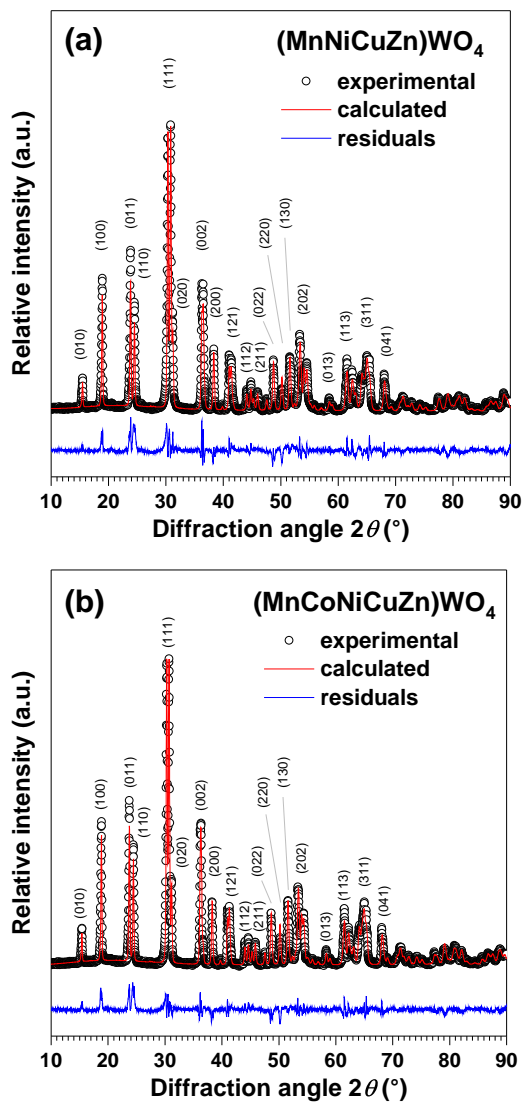 (a)
(MnNiCuZn)WO₄
experimental
calculated
residuals
Relative intensity (a.u.)
(010)
(100)
(011)
(110)
(111)
(020)
(002)
(200)
(121)
(112)
(211)
(022)
(220)
(130)
(202)
(013)
(113)
(311)
(041)
10 20 30 40 50 60 70 80 90
Diffraction angle 2θ (°)
(b)
(MnCoNiCuZn)WO₄
experimental
calculated
residuals
Relative intensity (a.u.)
(010)
(100)
(011)
(110)
(111)
(020)
(002)
(200)
(121)
(112)
(211)
(022)
(220)
(130)
(202)
(013)
(113)
(311)
(041)
10 20 30 40 50 60 70 80 90
Diffraction angle 2θ (°)